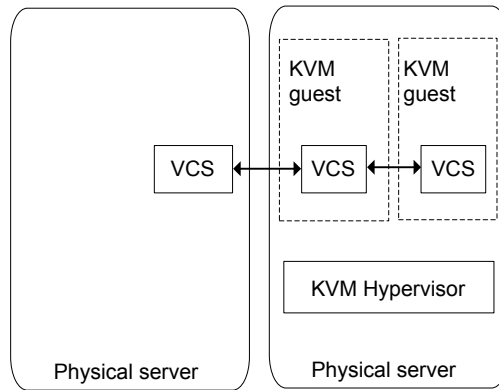 KVM
guest
KVM
guest
VCS
VCS
VCS
KVM Hypervisor
Physical server
Physical server